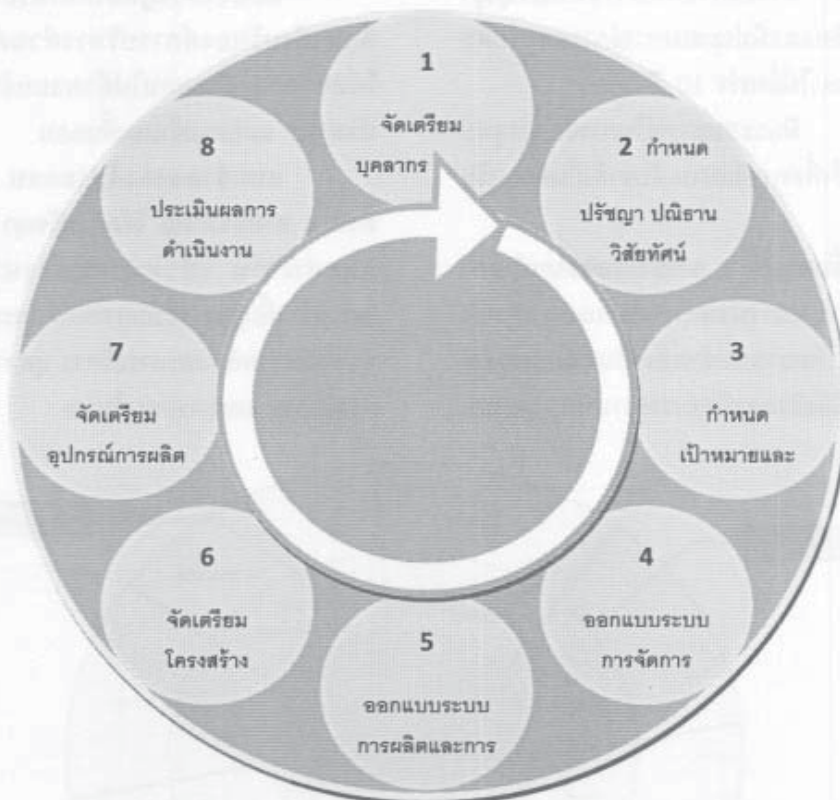 1
จัดเตรียม
บุคลากร
2 กำหนด
ปรัชญา ปณิธาน
วิสัยทัศน์
3
กำหนด
เป้าหมายและ
4
ออกแบบระบบ
การจัดการ
5
ออกแบบระบบ
การผลิตและการ
6
จัดเตรียม
โครงสร้าง
7
จัดเตรียม
อุปกรณ์การผลิต
8
ประเมินผลการ
ดำเนินงาน